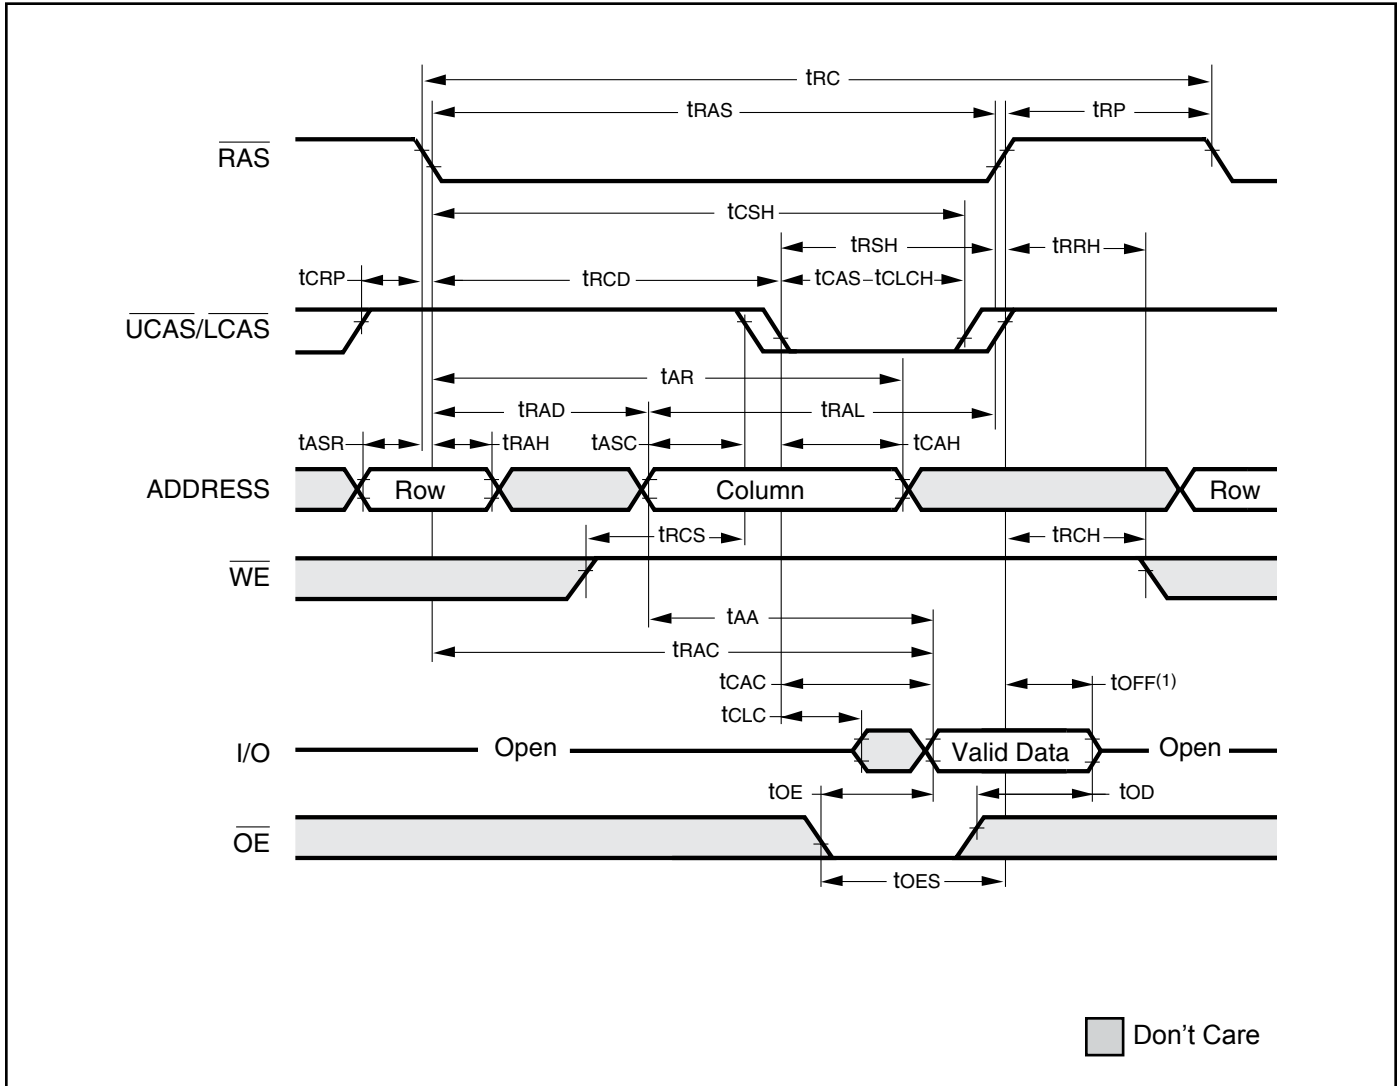 tRC
tRAS tRP
RAS
tCSH
tRSH tRRH
tCRP tRCD tCAS tCLCH
UCAS/LCAS
tAR
tRAD tRAL
tASR tRAH tASC tCAH
ADDRESS Row Column Row
tRCS tRCH
WE
tAA
tRAC
tCAC tOFF(1)
tCLC
I/O Open Valid Data Open
tOE tOD
OE
tOES
Don't Care